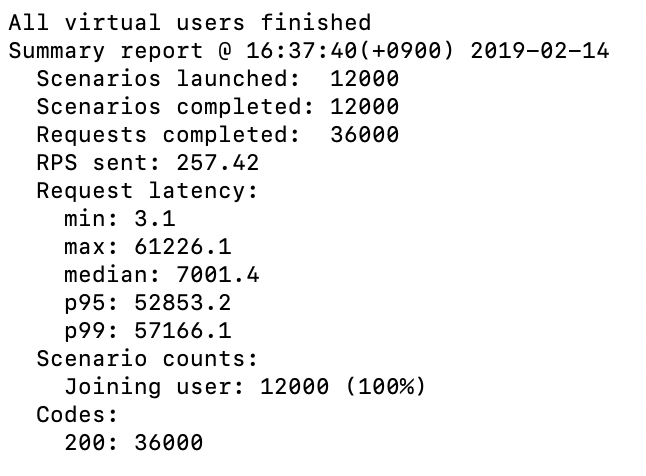 All virtual users finished
Summary report @ 16:37:40(+0900) 2019-02-14
  Scenarios launched:  12000
  Scenarios completed: 12000
  Requests completed:  36000
  RPS sent: 257.42
  Request latency:
    min: 3.1
    max: 61226.1
    median: 7001.4
    p95: 52853.2
    p99: 57166.1
  Scenario counts:
    Joining user: 12000 (100%)
  Codes:
    200: 36000